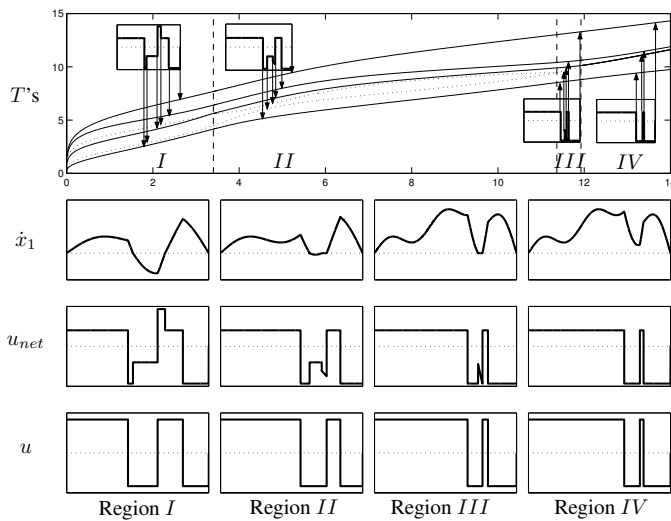 15
10
T's
5
0
I
II
III
IV
0
2
4
6
8
10
12
14
ẋ₁
u_net
u
Region I
Region II
Region III
Region IV